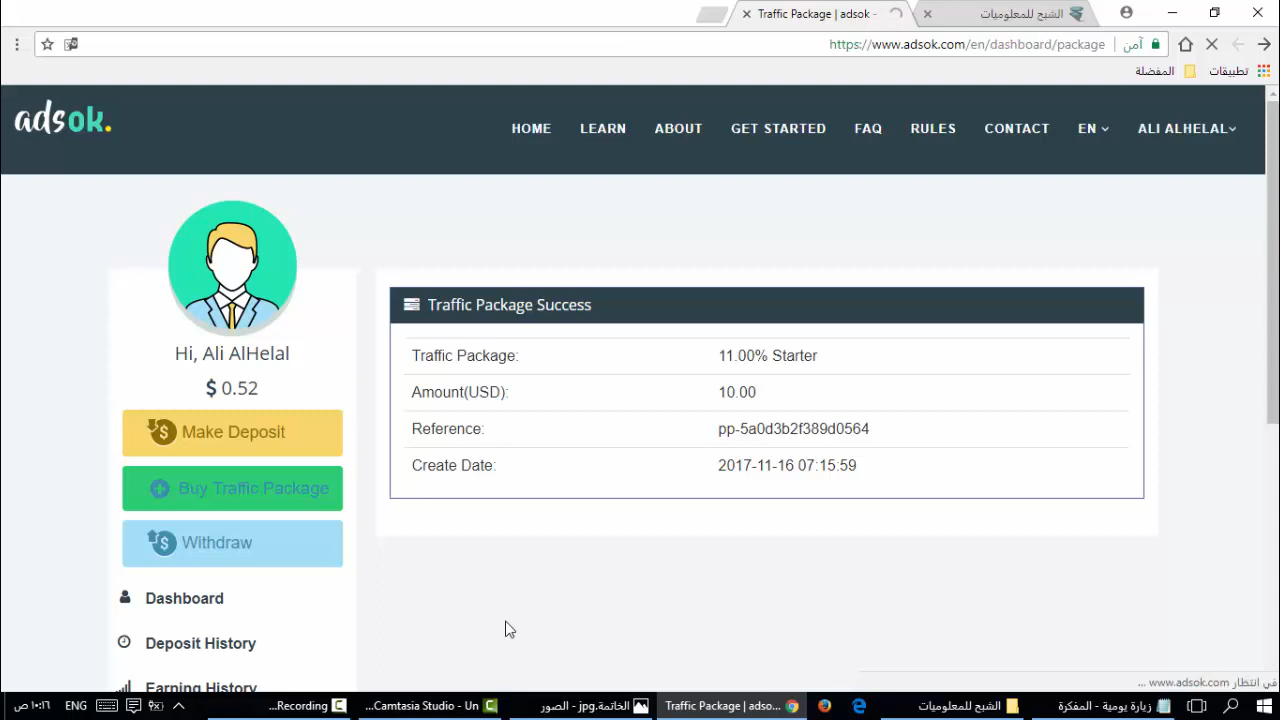 Traffic Package | adsok -
الشبح للمعلوميات
آمن
https://www.adsok.com/en/dashboard/package
تطبيقات
المفضلة
adsok.
HOME
LEARN
ABOUT
GET STARTED
FAQ
RULES
CONTACT
EN
ALI ALHELAL
Hi, Ali AlHelal
$ 0.52
Make Deposit
Buy Traffic Package
Withdraw
Dashboard
Deposit History
Earning History
Traffic Package Success
Traffic Package: 11.00% Starter
Amount(USD): 10.00
Reference: pp-5a0d3b2f389d0564
Create Date: 2017-11-16 07:15:59
في انتظار www.adsok.com ...
١٠:١٦ ص
ENG
Recording...
Camtasia Studio - Un...
الخاتمة.jpg - الصور
Traffic Package | adso...
الشبح للمعلوميات
زيارة يومية - المفكرة